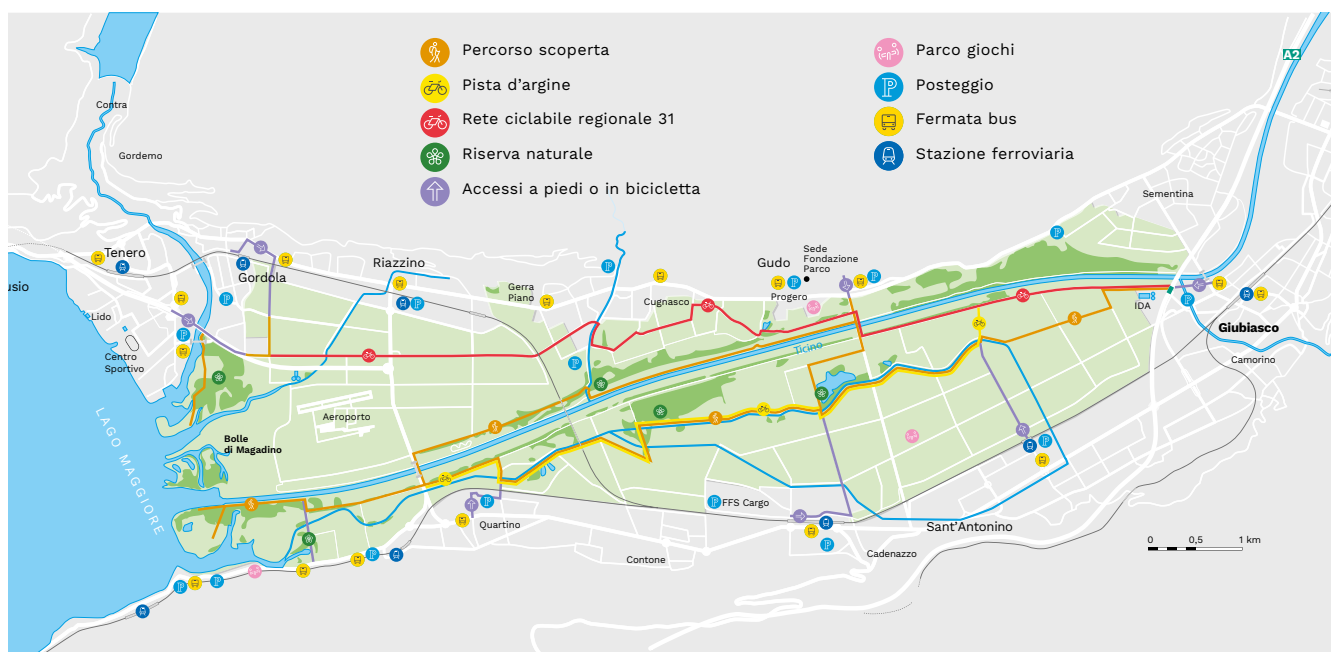 Percorso scoperta
Pista d'argine
Rete ciclabile regionale 31
Riserva naturale
Accessi a piedi o in bicicletta
Parco giochi
Posteggio
Fermata bus
Stazione ferroviaria
A2
Contra
Gordemo
Sementina
Tenero
Gordola
Riazzino
Gerra
Piano
Cugnasco
Gudo
Sede
Fondazione
Parco
Progero
usio
Lido
Centro
Sportivo
IDA
Giubiasco
Camorino
Ticino
Aeroporto
LAGO MAGGIORE
Bolle
di Magadino
Quartino
FFS Cargo
Contone
Sant'Antonino
Cadenazzo
0 0,5 1 km